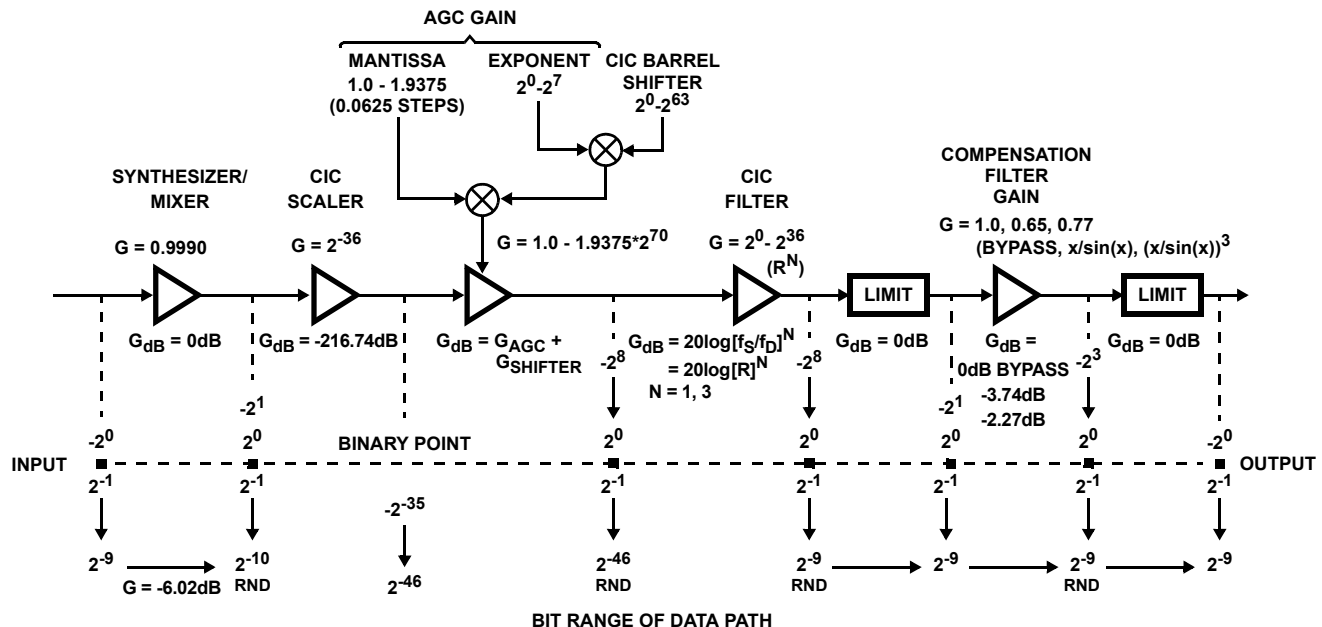 AGC GAIN
MANTISSA
1.0 - 1.9375
(0.0625 STEPS)
EXPONENT
2^0-2^7
CIC BARREL
SHIFTER
2^0-2^63
SYNTHESIZER/
MIXER
G = 0.9990
G_dB = 0dB
CIC
SCALER
G = 2^-36
G_dB = -216.74dB
G = 1.0 - 1.9375*2^70
G_dB = G_AGC +
G_SHIFTER
CIC
FILTER
G = 2^0 - 2^36
(R^N)
G_dB = 20log[f_S/f_D]^N
= 20log[R]^N
N = 1, 3
LIMIT
G_dB = 0dB
COMPENSATION
FILTER
GAIN
G = 1.0, 0.65, 0.77
(BYPASS, x/sin(x), (x/sin(x))^3
G_dB =
0dB BYPASS
-3.74dB
-2.27dB
LIMIT
G_dB = 0dB
-2^8
-2^8
-2^3
-2^1
-2^1
INPUT
-2^0
2^0
BINARY POINT
2^0
2^0
2^0
2^0
-2^0
OUTPUT
2^-1
2^-1
2^-1
2^-1
2^-1
2^-1
2^-1
-2^-35
2^-9
G = -6.02dB
2^-10
RND
2^-46
2^-46
RND
2^-9
RND
2^-9
2^-9
RND
2^-9
BIT RANGE OF DATA PATH